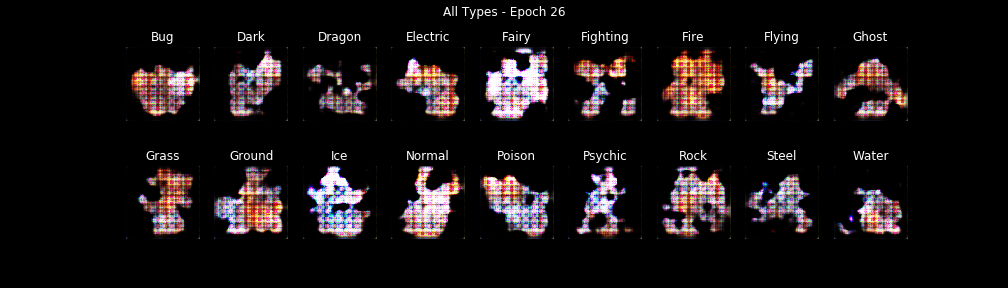 All Types - Epoch 26
Bug Dark Dragon Electric Fairy Fighting Fire Flying Ghost
Grass Ground Ice Normal Poison Psychic Rock Steel Water